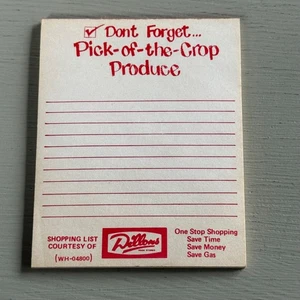 Dont Forget...
Pick-of-the-Crop
Produce
SHOPPING LIST
COURTESY OF
(WH-04800)
Dillons
One Stop Shopping
Save Time
Save Money
Save Gas